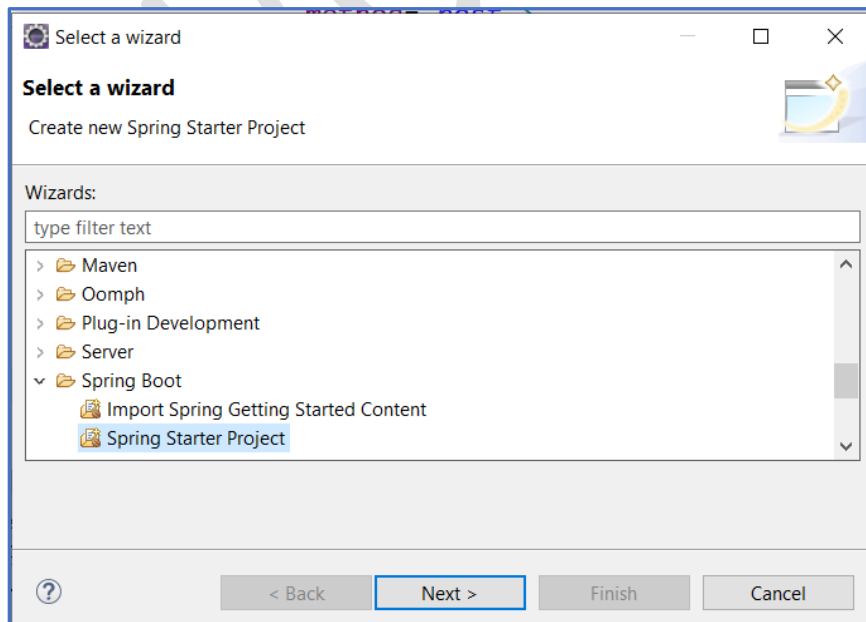 Select a wizard
Select a wizard
Create new Spring Starter Project
Wizards:
type filter text
Maven
Oomph
Plug-in Development
Server
Spring Boot
Import Spring Getting Started Content
Spring Starter Project
< Back Next > Finish Cancel